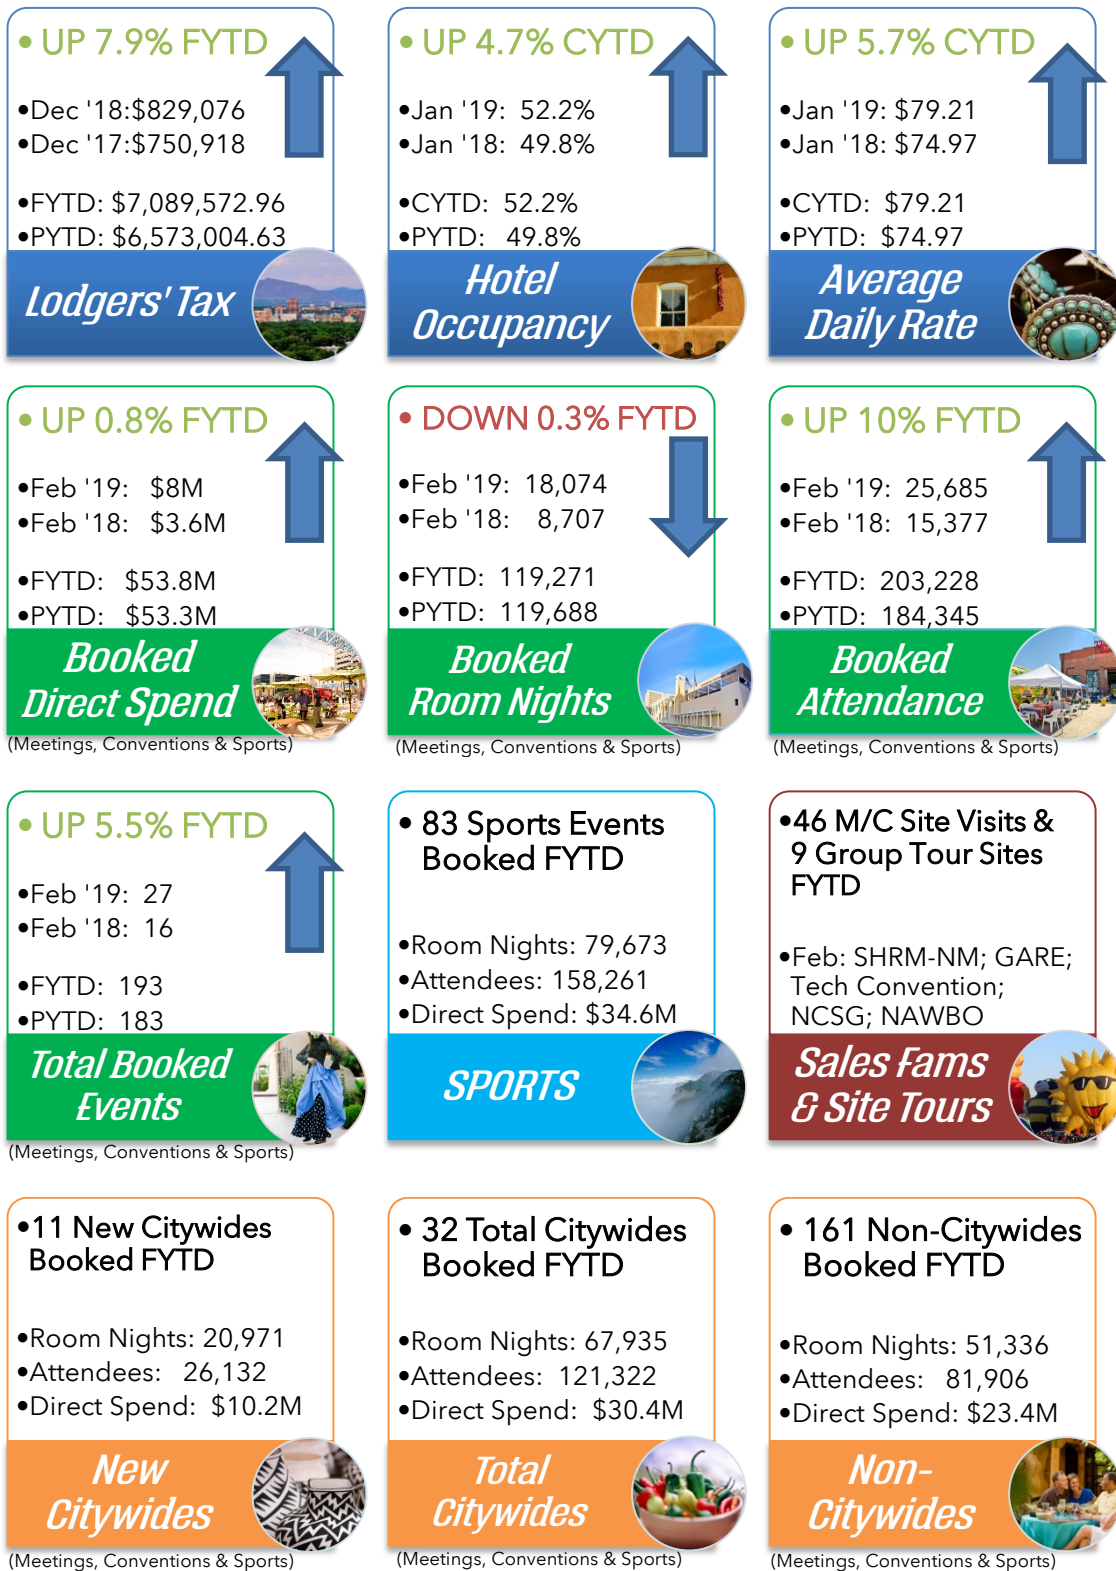 • UP 7.9% FYTD
•Dec '18:$829,076
•Dec '17:$750,918
•FYTD: $7,089,572.96
•PYTD: $6,573,004.63
Lodgers' Tax
• UP 4.7% CYTD
•Jan '19: 52.2%
•Jan '18: 49.8%
•CYTD: 52.2%
•PYTD: 49.8%
Hotel
Occupancy
• UP 5.7% CYTD
•Jan '19: $79.21
•Jan '18: $74.97
•CYTD: $79.21
•PYTD: $74.97
Average
Daily Rate
• UP 0.8% FYTD
•Feb '19: $8M
•Feb '18: $3.6M
•FYTD: $53.8M
•PYTD: $53.3M
Booked
Direct Spend
(Meetings, Conventions & Sports)
• DOWN 0.3% FYTD
•Feb '19: 18,074
•Feb '18: 8,707
•FYTD: 119,271
•PYTD: 119,688
Booked
Room Nights
(Meetings, Conventions & Sports)
• UP 10% FYTD
•Feb '19: 25,685
•Feb '18: 15,377
•FYTD: 203,228
•PYTD: 184,345
Booked
Attendance
(Meetings, Conventions & Sports)
• UP 5.5% FYTD
•Feb '19: 27
•Feb '18: 16
•FYTD: 193
•PYTD: 183
Total Booked
Events
(Meetings, Conventions & Sports)
• 83 Sports Events
Booked FYTD
•Room Nights: 79,673
•Attendees: 158,261
•Direct Spend: $34.6M
SPORTS
•46 M/C Site Visits &
9 Group Tour Sites
FYTD
•Feb: SHRM-NM; GARE;
Tech Convention;
NCSG; NAWBO
Sales Fams
& Site Tours
•11 New Citywides
Booked FYTD
•Room Nights: 20,971
•Attendees: 26,132
•Direct Spend: $10.2M
New
Citywides
(Meetings, Conventions & Sports)
• 32 Total Citywides
Booked FYTD
•Room Nights: 67,935
•Attendees: 121,322
•Direct Spend: $30.4M
Total
Citywides
(Meetings, Conventions & Sports)
• 161 Non-Citywides
Booked FYTD
•Room Nights: 51,336
•Attendees: 81,906
•Direct Spend: $23.4M
Non-
Citywides
(Meetings, Conventions & Sports)